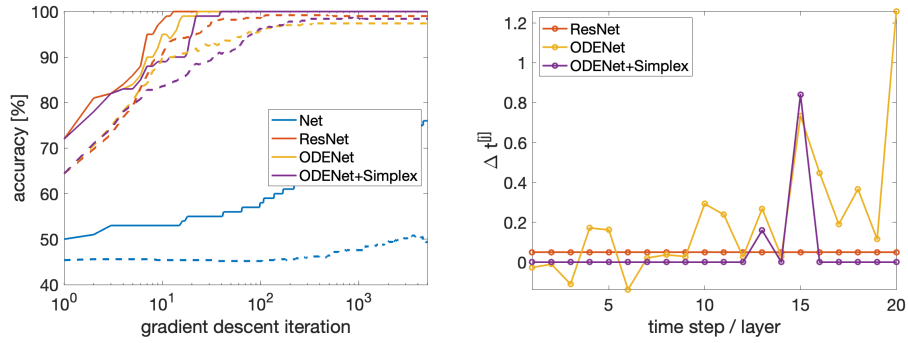 100
90
80
70
60
50
40
accuracy [%]
10^0
10^1
10^2
10^3
gradient descent iteration
Net
ResNet
ODENet
ODENet+Simplex
1.2
1
0.8
0.6
0.4
0.2
0
Δ t^[j]
5
10
15
20
time step / layer
ResNet
ODENet
ODENet+Simplex